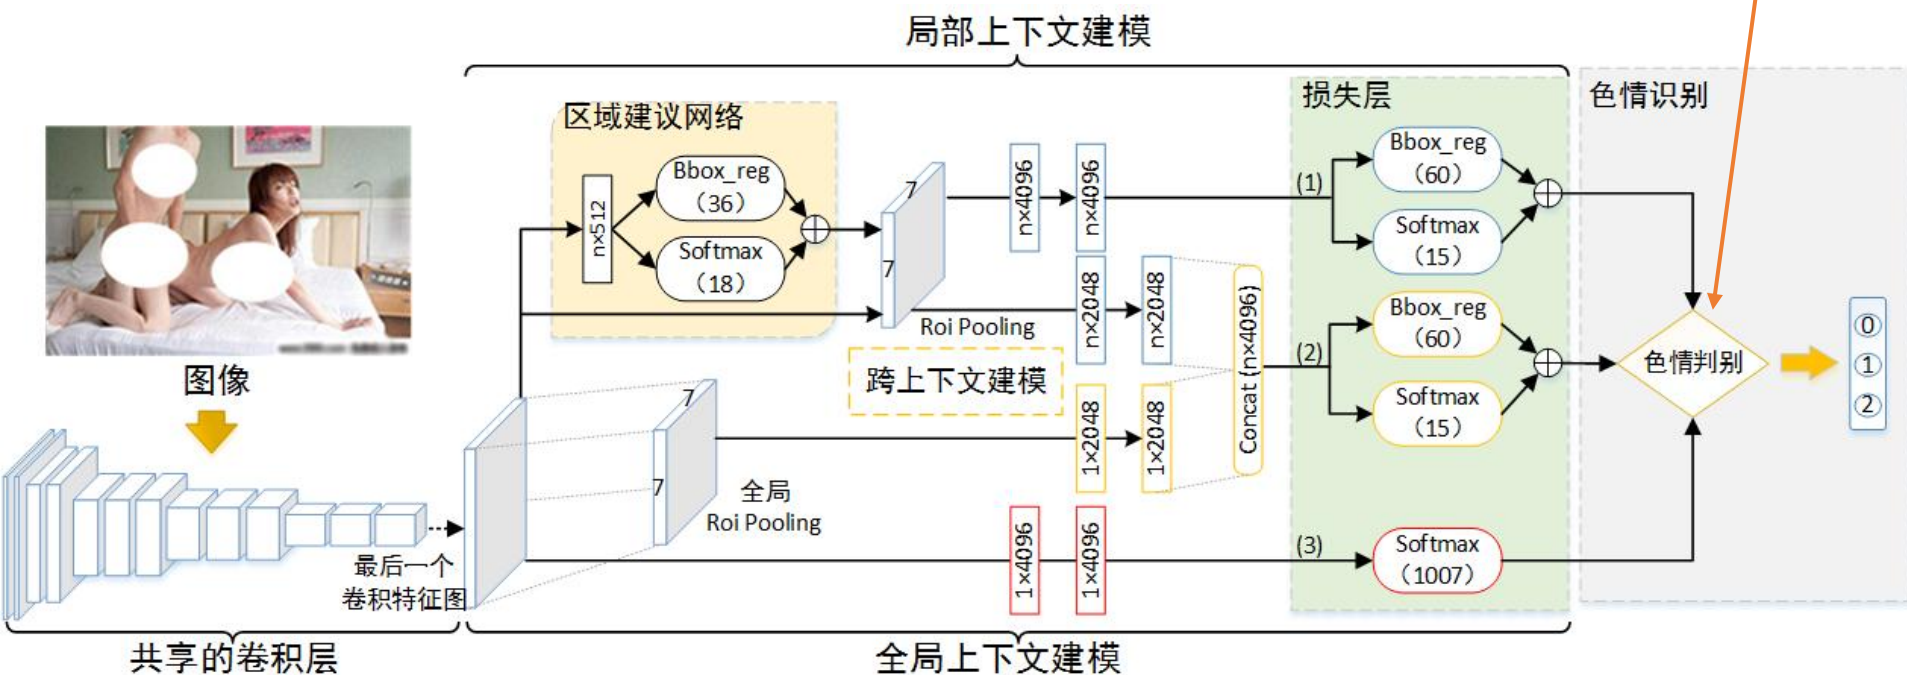 局部上下文建模
区域建议网络
损失层
色情识别
n×512
Bbox_reg
(36)
Softmax
(18)
7
7
Roi Pooling
n×4096
n×4096
n×2048
n×2048
跨上下文建模
1×2048
1×2048
Concat (n×4096)
(1)
Bbox_reg
(60)
Softmax
(15)
(2)
Bbox_reg
(60)
Softmax
(15)
色情判别
0
1
2
图像
7
7
全局
Roi Pooling
1×4096
1×4096
(3)
Softmax
(1007)
最后一个
卷积特征图
共享的卷积层
全局上下文建模